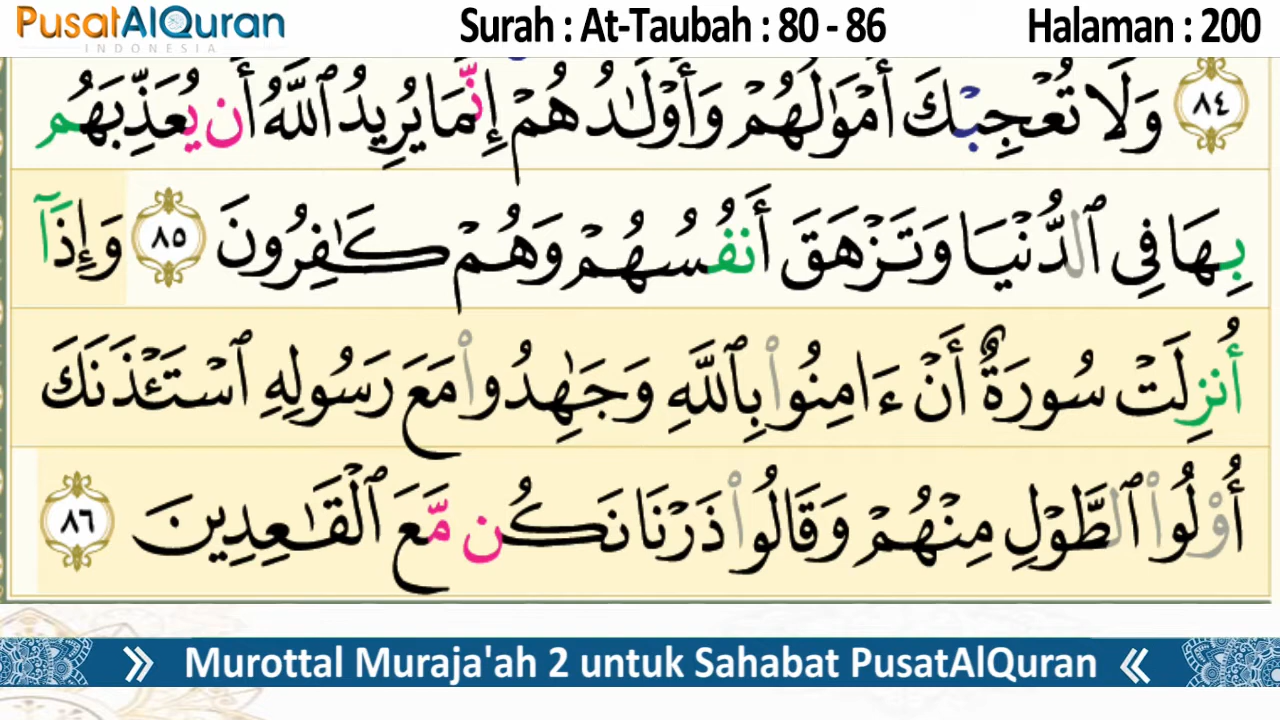 PusatAlQuran
INDONESIA
Surah : At-Taubah : 80 - 86
Halaman : 200
٨٤ وَلَا تُعْجِبْكَ أَمْوَٰلُهُمْ وَأَوْلَـٰدُهُمْ إِنَّمَا يُرِيدُ ٱللَّهُ أَن يُعَذِّبَهُم
بِهَا فِى ٱلدُّنْيَا وَتَزْهَقَ أَنفُسُهُمْ وَهُمْ كَـٰفِرُونَ ٨٥ وَإِذَآ
أُنزِلَتْ سُورَةٌ أَنْ ءَامِنُوا۟ بِٱللَّهِ وَجَـٰهِدُوا۟ مَعَ رَسُولِهِ ٱسْتَـْٔذَنَكَ
أُو۟لُوا۟ ٱلطَّوْلِ مِنْهُمْ وَقَالُوا۟ ذَرْنَا نَكُن مَّعَ ٱلْقَـٰعِدِينَ ٨٦
Murottal Muraja'ah 2 untuk Sahabat PusatAlQuran